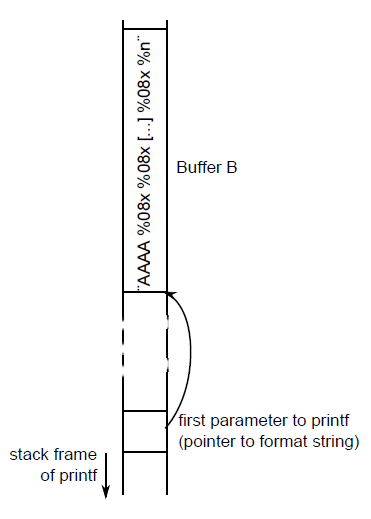 ¨AAAA %08x %08x [...] %08x %n¨
Buffer B
first parameter to printf
(pointer to format string)
stack frame
of printf